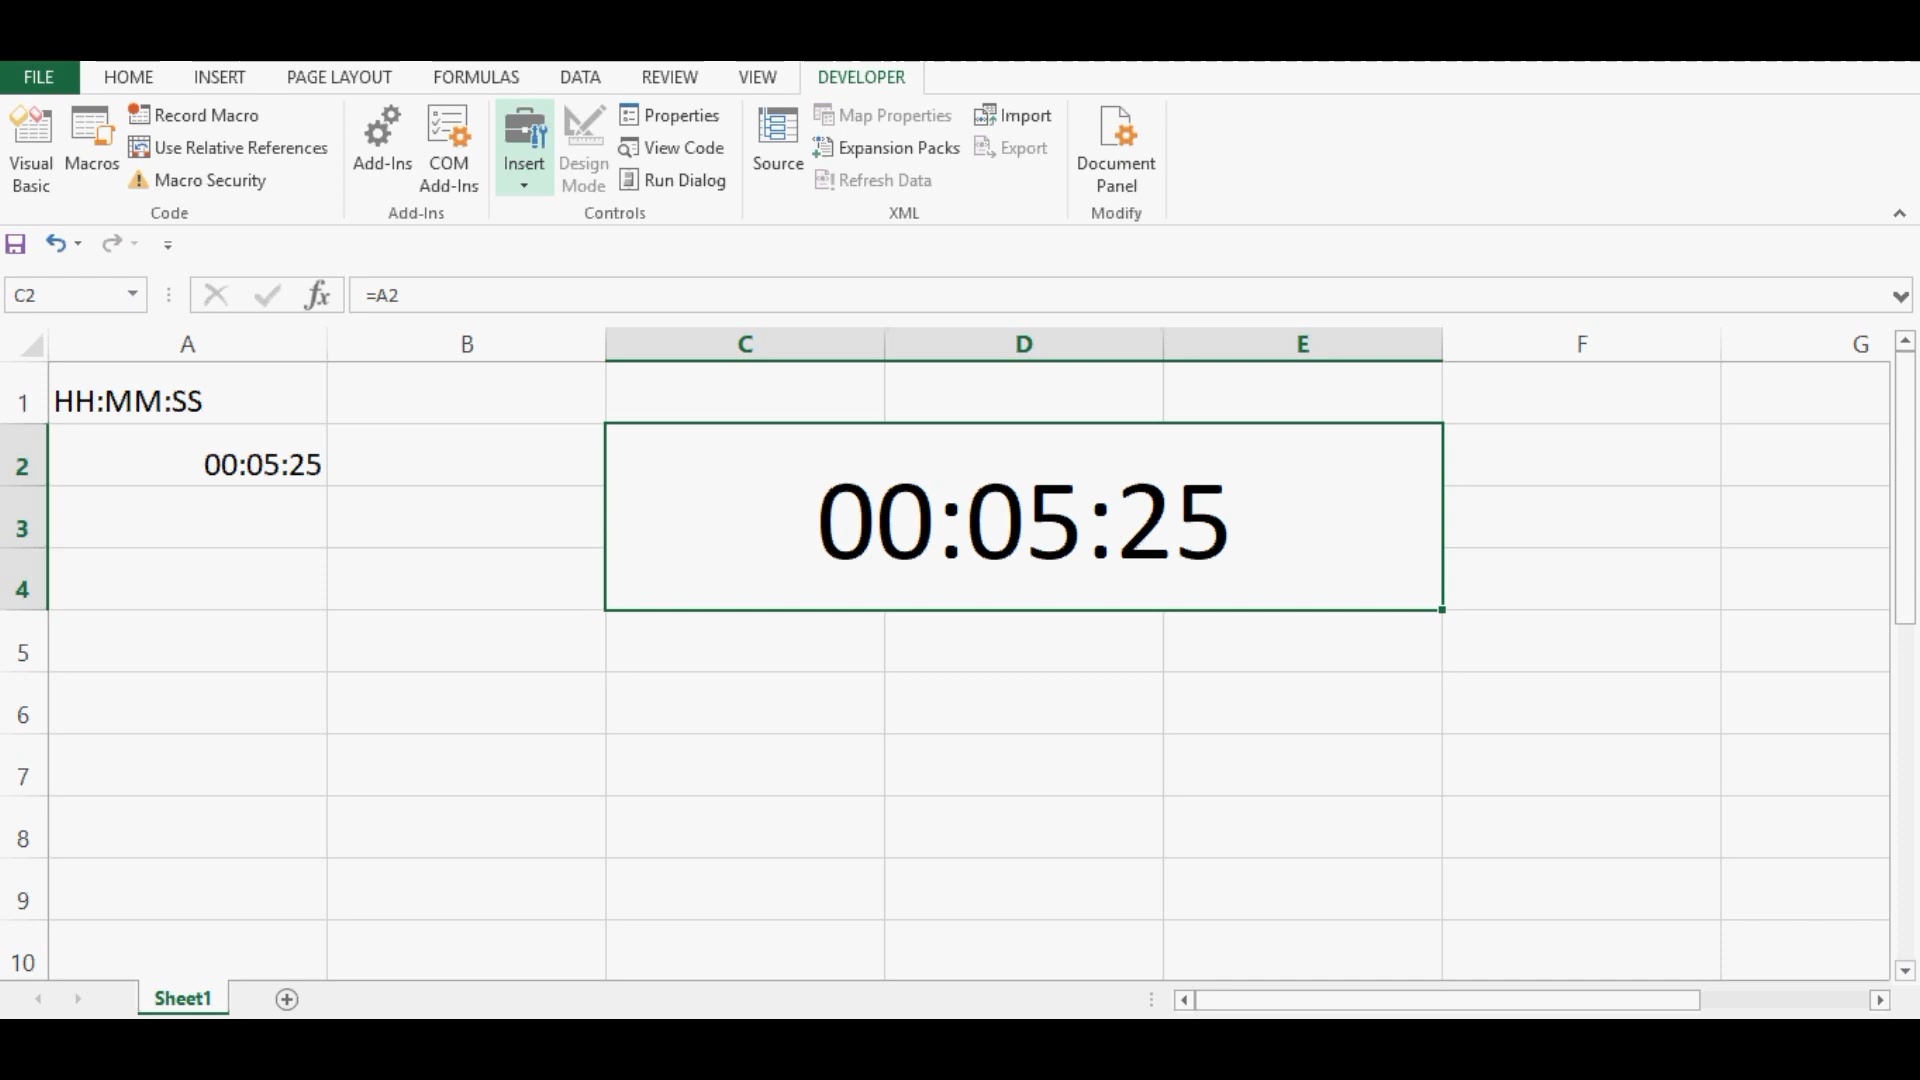 FILE HOME INSERT PAGE LAYOUT FORMULAS DATA REVIEW VIEW DEVELOPER
Visual Basic
Macros
Record Macro
Use Relative References
Macro Security
Code
Add-Ins
COM Add-Ins
Add-Ins
Insert
Design Mode
Properties
View Code
Run Dialog
Controls
Source
Map Properties
Expansion Packs
Refresh Data
Import
Export
XML
Document Panel
Modify
C2 fx =A2
A B C D E F G
1 HH:MM:SS
2 00:05:25
3 00:05:25
4
5
6
7
8
9
10
Sheet1